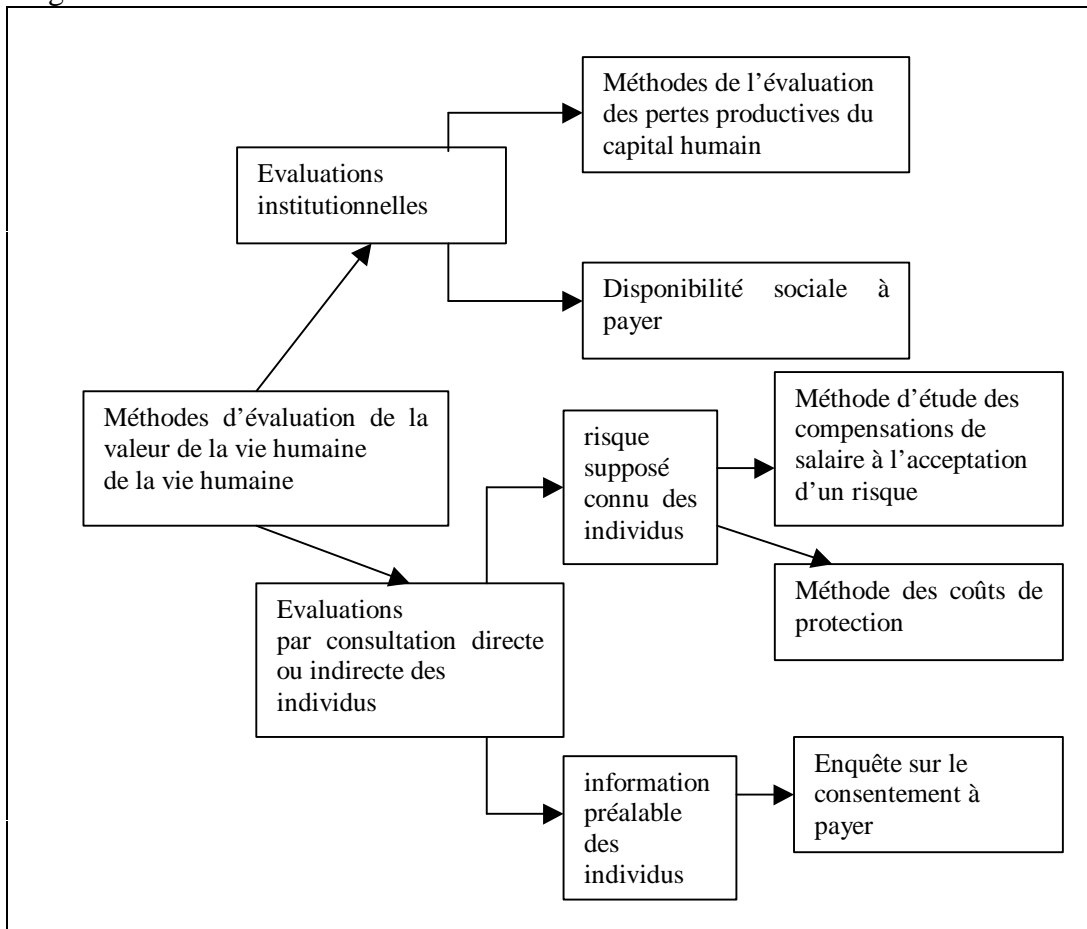 Méthodes de l’évaluation
des pertes productives du
capital humain
Evaluations
institutionnelles
Disponibilité sociale à
payer
Méthodes d’évaluation de la
valeur de la vie humaine
de la vie humaine
risque
supposé
connu des
individus
Méthode d’étude des
compensations de
salaire à l’acceptation
d’un risque
Méthode des coûts de
protection
Evaluations
par consultation directe
ou indirecte des
individus
information
préalable
des
individus
Enquête sur le
consentement à
payer